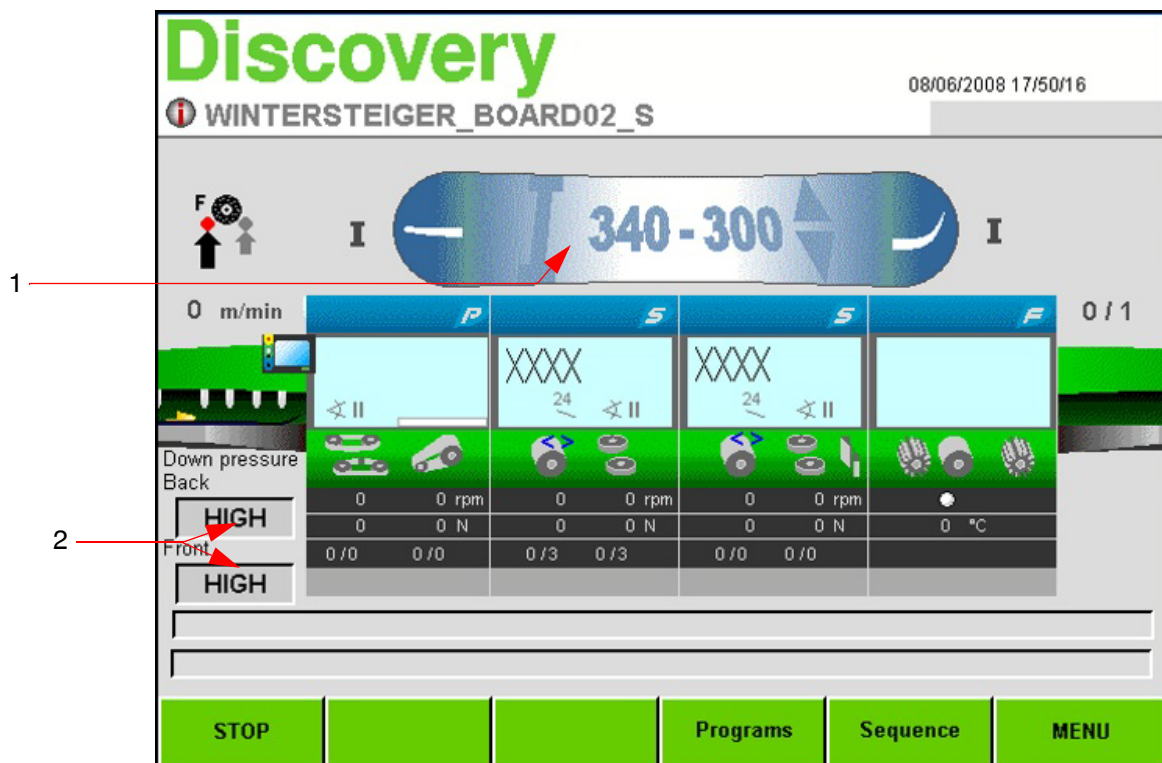 Discovery
08/06/2008 17/50/16
i WINTERSTEIGER_BOARD02_S
F
I 340 - 300 I
1
0 m/min
P S S F
0 / 1
XXXX XXXX
24 24
II II II
< > < >
Down pressure
Back
HIGH
Front
HIGH
2
0 0 rpm 0 0 rpm 0 0 rpm
0 0 N 0 0 N 0 0 N 0 °C
0 / 0 0 / 0 0 / 3 0 / 3 0 / 0 0 / 0
STOP Programs Sequence MENU